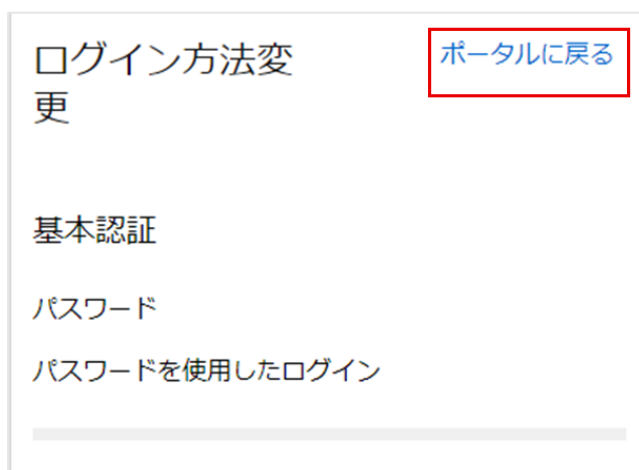 ログイン方法変
更
ポータルに戻る
基本認証
パスワード
パスワードを使用したログイン